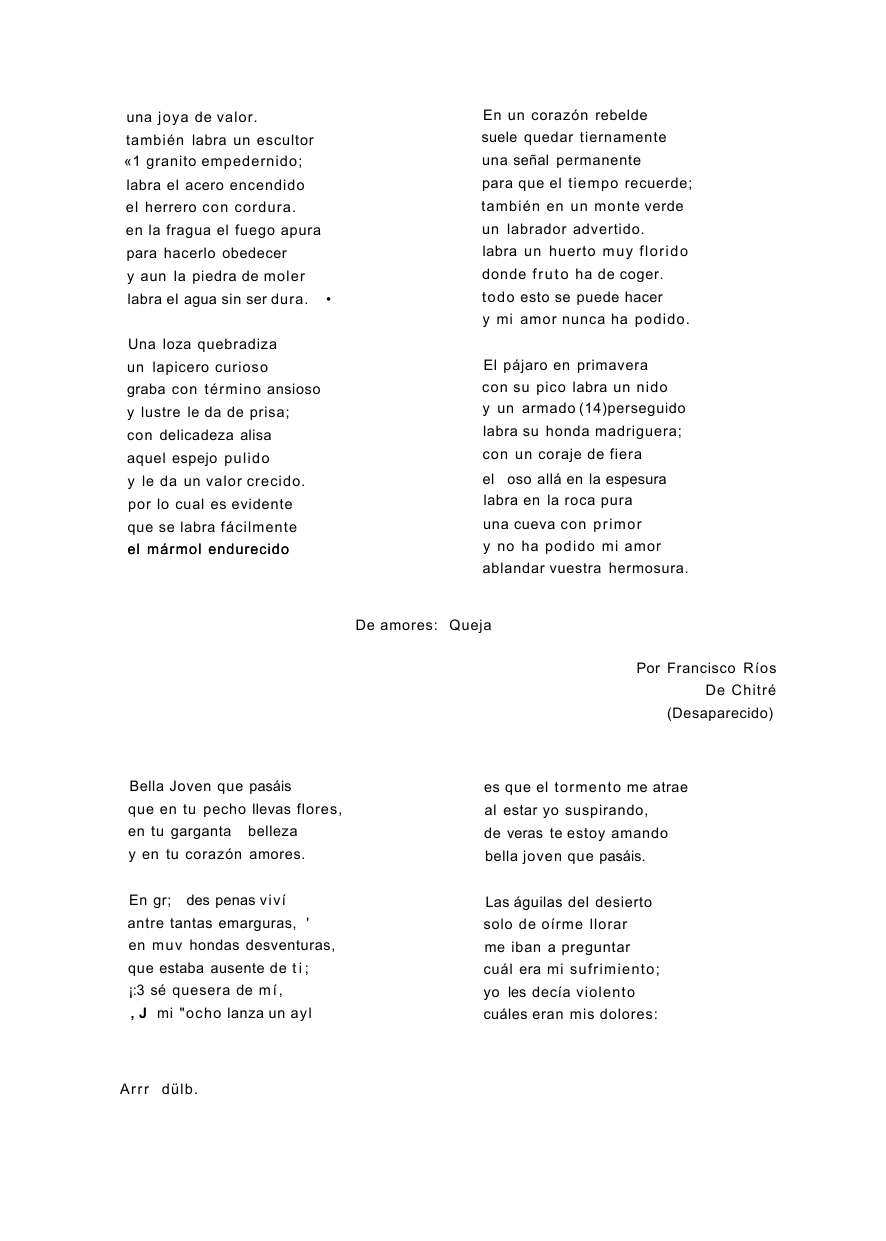 una joya de valor.
también labra un escultor
«1 granito empedernido;
labra el acero encendido
el herrero con cordura.
en la fragua el fuego apura
para hacerlo obedecer
y aun la piedra de moler
labra el agua sin ser dura. •
Una loza quebradiza
un lapicero curioso
graba con término ansioso
y lustre le da de prisa;
con delicadeza alisa
aquel espejo pulido
y le da un valor crecido.
por lo cual es evidente
que se labra fácilmente
el mármol endurecido
En un corazón rebelde
suele quedar tiernamente
una señal permanente
para que el tiempo recuerde;
también en un monte verde
un labrador advertido.
labra un huerto muy florido
donde fruto ha de coger.
todo esto se puede hacer
y mi amor nunca ha podido.
El pájaro en primavera
con su pico labra un nido
y un armado (14)perseguido
labra su honda madriguera;
con un coraje de fiera
el oso allá en la espesura
labra en la roca pura
una cueva con primor
y no ha podido mi amor
ablandar vuestra hermosura.
De amores: Queja
Por Francisco Ríos
De Chitré
(Desaparecido)
Bella Joven que pasáis
que en tu pecho llevas flores,
en tu garganta belleza
y en tu corazón amores.
En gr; des penas viví
antre tantas emarguras, '
en muv hondas desventuras,
que estaba ausente de ti;
¡:3 sé quesera de mí,
, J mi "ocho lanza un ayl
es que el tormento me atrae
al estar yo suspirando,
de veras te estoy amando
bella joven que pasáis.
Las águilas del desierto
solo de oírme llorar
me iban a preguntar
cuál era mi sufrimiento;
yo les decía violento
cuáles eran mis dolores:
Arrr dülb.